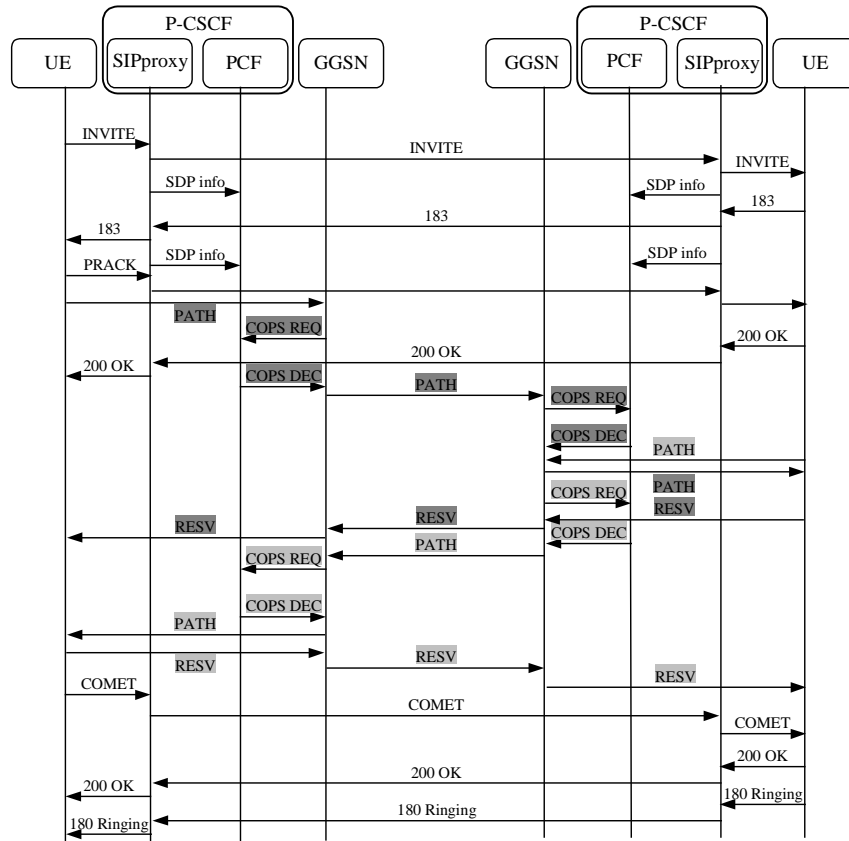 P-CSCF P-CSCF
UE SIPproxy PCF GGSN GGSN PCF SIPproxy UE
INVITE
INVITE
INVITE
SDP info SDP info
183
183
183
SDP info SDP info
PRACK
PATH
COPS REQ
200 OK
200 OK
200 OK
COPS DEC PATH
COPS REQ
COPS DEC
PATH
COPS REQ PATH
RESV RESV RESV
COPS DEC
PATH
COPS REQ
COPS DEC
PATH
RESV RESV
RESV
COMET
COMET
COMET
200 OK
200 OK
200 OK
180 Ringing
180 Ringing
180 Ringing